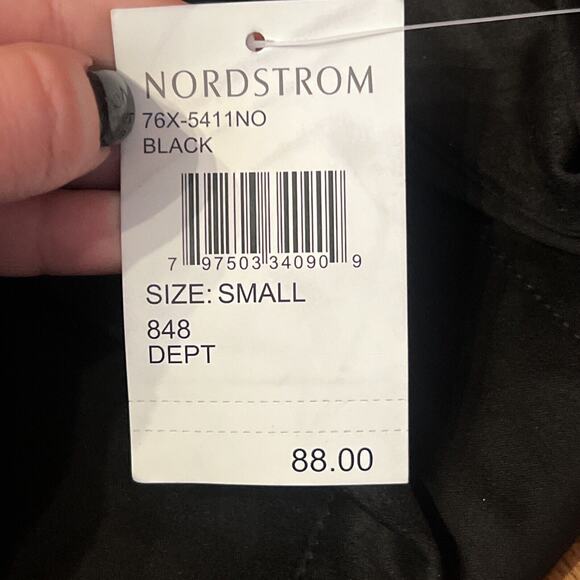 NORDSTROM
76X-5411NO
BLACK
7 97503 34090 9
SIZE: SMALL
848
DEPT
88.00